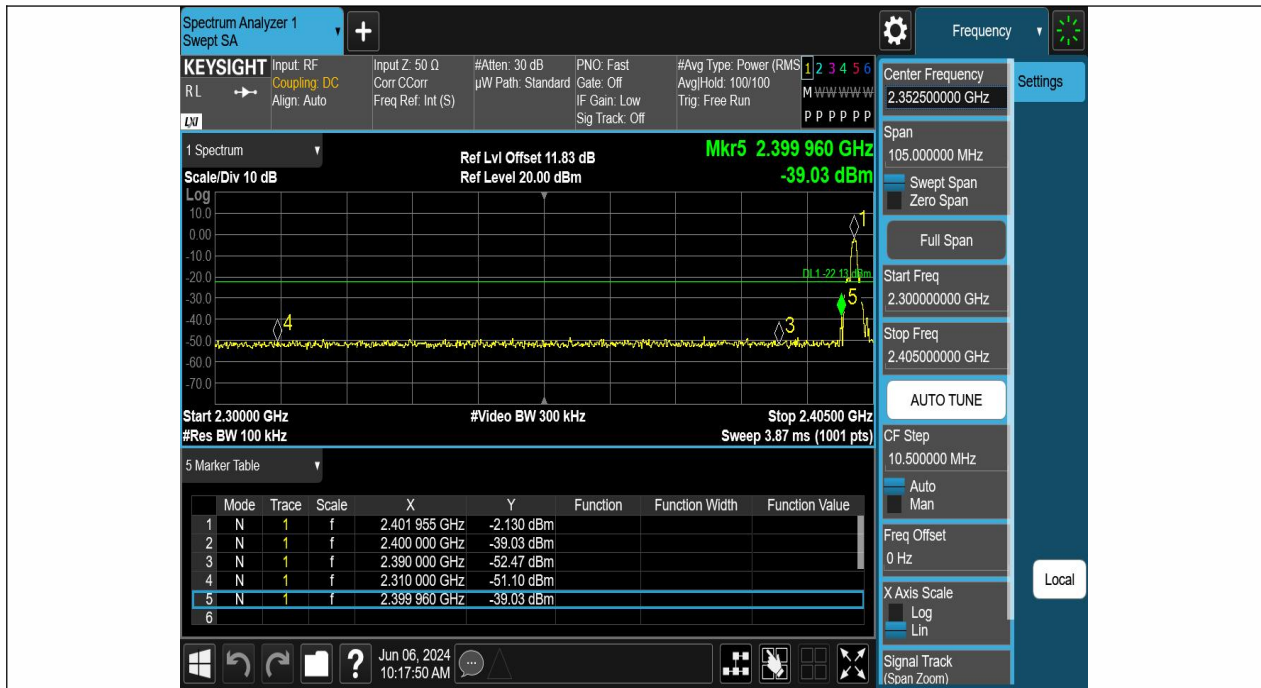 Spectrum Analyzer 1
Swept SA
+
Frequency
KEYSIGHT
R L
LXI
Input: RF
Coupling: DC
Align: Auto
Input Z: 50 Ω
Corr CCorr
Freq Ref: Int (S)
#Atten: 30 dB
µW Path: Standard
PNO: Fast
Gate: Off
IF Gain: Low
Sig Track: Off
#Avg Type: Power (RMS
Avg|Hold: 100/100
Trig: Free Run
1 2 3 4 5 6
M W W W W W
P P P P P P
1 Spectrum
Scale/Div 10 dB
Ref Lvl Offset 11.83 dB
Ref Level 20.00 dBm
Mkr5 2.399 960 GHz
-39.03 dBm
Log
10.0
0.00
-10.0
-20.0
-30.0
-40.0
-50.0
-60.0
-70.0
1
DL1 -22.13 dBm
5
4
3
Start 2.30000 GHz
#Video BW 300 kHz
Stop 2.40500 GHz
#Res BW 100 kHz
Sweep 3.87 ms (1001 pts)
5 Marker Table
Mode Trace Scale X Y Function Function Width Function Value
1 N 1 f 2.401 955 GHz -2.130 dBm
2 N 1 f 2.400 000 GHz -39.03 dBm
3 N 1 f 2.390 000 GHz -52.47 dBm
4 N 1 f 2.310 000 GHz -51.10 dBm
5 N 1 f 2.399 960 GHz -39.03 dBm
6
?
Jun 06, 2024
10:17:50 AM
Settings
Center Frequency
2.352500000 GHz
Span
105.000000 MHz
Swept Span
Zero Span
Full Span
Start Freq
2.300000000 GHz
Stop Freq
2.405000000 GHz
AUTO TUNE
CF Step
10.500000 MHz
Auto
Man
Freq Offset
0 Hz
X Axis Scale
Log
Lin
Signal Track
(Span Zoom)
Local